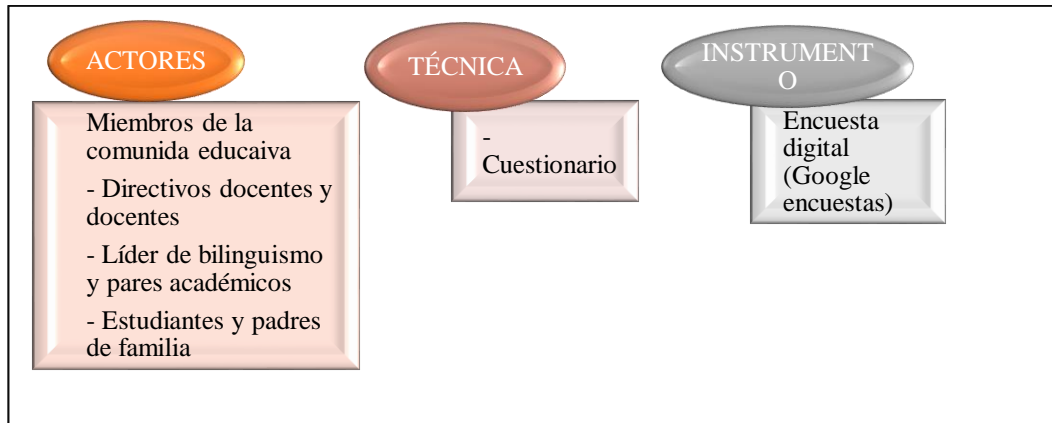 ACTORES
Miembros de la
comunida educaiva
- Directivos docentes y
docentes
- Líder de bilinguismo
y pares académicos
- Estudiantes y padres
de familia
TÉCNICA
-
Cuestionario
INSTRUMENT
O
Encuesta
digital
(Google
encuestas)